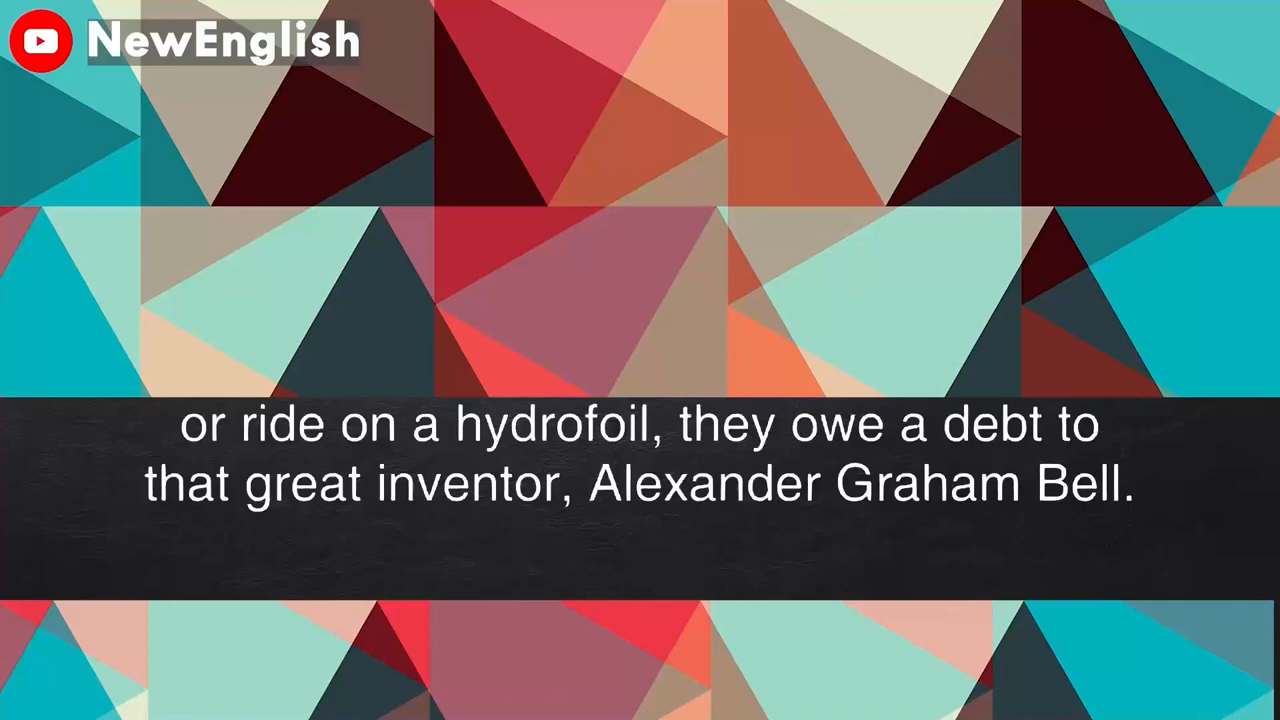 NewEnglish
or ride on a hydrofoil, they owe a debt to
that great inventor, Alexander Graham Bell.